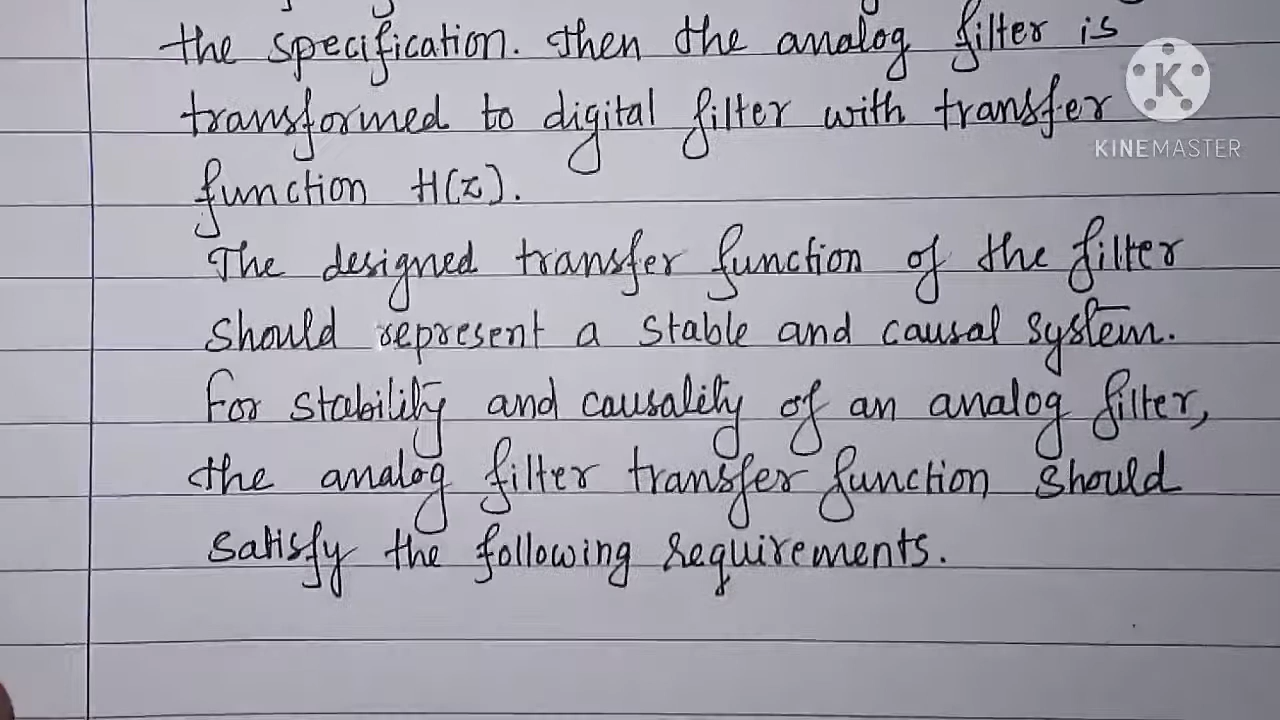 the specification. Then the analog filter is
transformed to digital filter with transfer
function H(z).
The designed transfer function of the filter
should represent a stable and causal system.
For stability and causality of an analog filter,
the analog filter transfer function should
satisfy the following requirements.
K
KINEMASTER